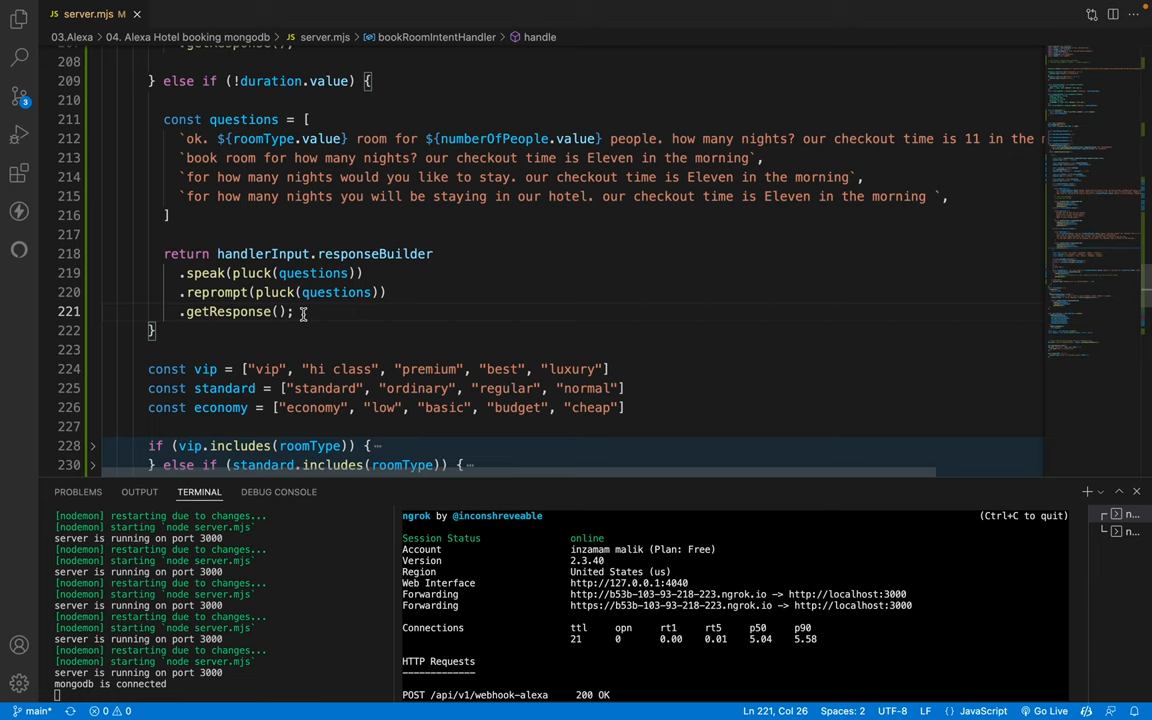 JS server.mjs M
03.Alexa > 04. Alexa Hotel booking mongodb > JS server.mjs > bookRoomIntentHandler > handle
.getResponse();
208
209 } else if (!duration.value) {
210
211 const questions = [
212 `ok. ${roomType.value} room for ${numberOfPeople.value} people. how many nights? our checkout time is 11 in the
213 `book room for how many nights? our checkout time is Eleven in the morning`,
214 `for how many nights would you like to stay. our checkout time is Eleven in the morning`,
215 `for how many nights you will be staying in our hotel. our checkout time is Eleven in the morning `,
216 ]
217
218 return handlerInput.responseBuilder
219 .speak(pluck(questions))
220 .reprompt(pluck(questions))
221 .getResponse();
222 }
223
224 const vip = ["vip", "hi class", "premium", "best", "luxury"]
225 const standard = ["standard", "ordinary", "regular", "normal"]
226 const economy = ["economy", "low", "basic", "budget", "cheap"]
228 if (vip.includes(roomType)) {⋯
230 } else if (standard.includes(roomType)) {⋯
3
PROBLEMS OUTPUT TERMINAL DEBUG CONSOLE
[nodemon] restarting due to changes...
[nodemon] starting `node server.mjs`
server is running on port 3000
[nodemon] restarting due to changes...
[nodemon] starting `node server.mjs`
server is running on port 3000
[nodemon] restarting due to changes...
[nodemon] starting `node server.mjs`
server is running on port 3000
[nodemon] restarting due to changes...
[nodemon] starting `node server.mjs`
server is running on port 3000
[nodemon] restarting due to changes...
[nodemon] starting `node server.mjs`
server is running on port 3000
mongodb is connected
ngrok by @inconshreveable (Ctrl+C to quit)
Session Status online
Account inzamam malik (Plan: Free)
Version 2.3.40
Region United States (us)
Web Interface http://127.0.0.1:4040
Forwarding http://b53b-103-93-218-223.ngrok.io -> http://localhost:3000
Forwarding https://b53b-103-93-218-223.ngrok.io -> http://localhost:3000
Connections ttl opn rt1 rt5 p50 p90
21 0 0.00 0.01 5.04 5.58
HTTP Requests
-------------
POST /api/v1/webhook-alexa 200 OK
n...
n...
main* 0 0 Ln 221, Col 26 Spaces: 2 UTF-8 LF {} JavaScript Go Live